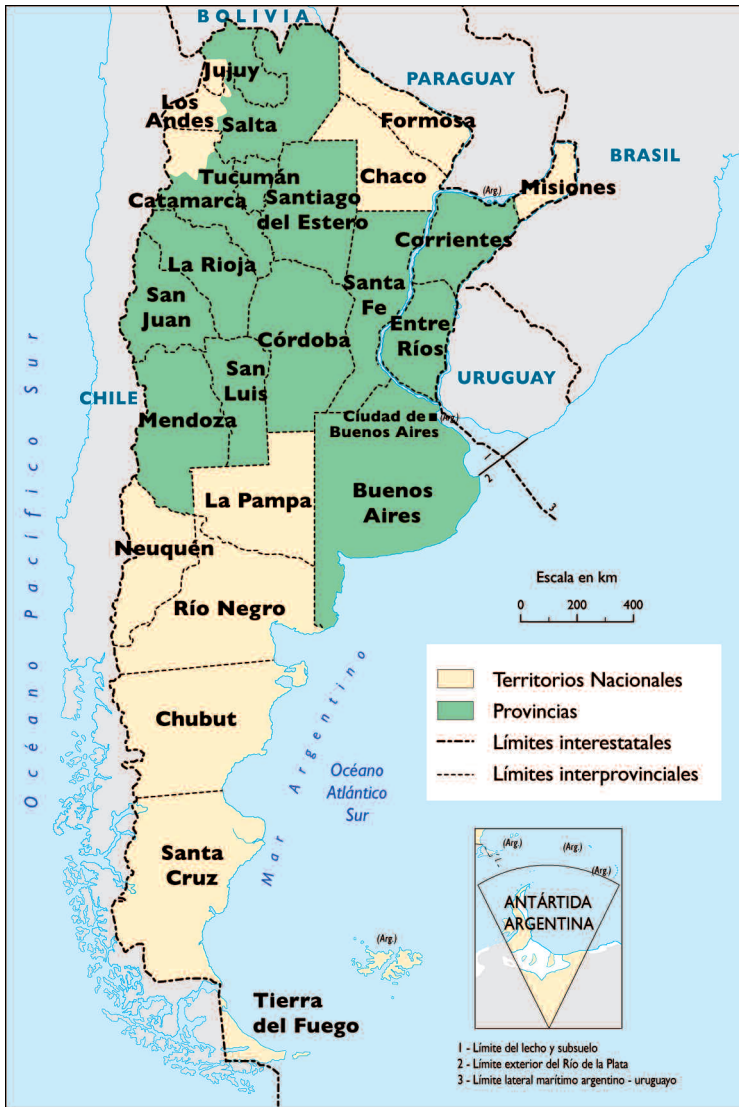 BOLIVIA
Jujuy
PARAGUAY
Los
Andes
Salta
Formosa
BRASIL
Tucumán
Chaco
(Arg.)
Misiones
Catamarca
Santiago
del Estero
Corrientes
La Rioja
San
Juan
Santa
Fe
Córdoba
Entre
Ríos
San
Luis
URUGUAY
CHILE
Mendoza
Ciudad de
Buenos Aires
(Arg.)
1
2
3
La Pampa
Buenos
Aires
Neuquén
Río Negro
Océano Pacífico Sur
Escala en km
0 200 400
Territorios Nacionales
Provincias
Límites interestatales
Límites interprovinciales
Chubut
Mar Argentino
Océano
Atlántico
Sur
Santa
Cruz
(Arg.)
(Arg.)
(Arg.)
ANTÁRTIDA
ARGENTINA
(Arg.)
Tierra
del Fuego
1 - Límite del lecho y subsuelo
2 - Límite exterior del Río de la Plata
3 - Límite lateral marítimo argentino - uruguayo